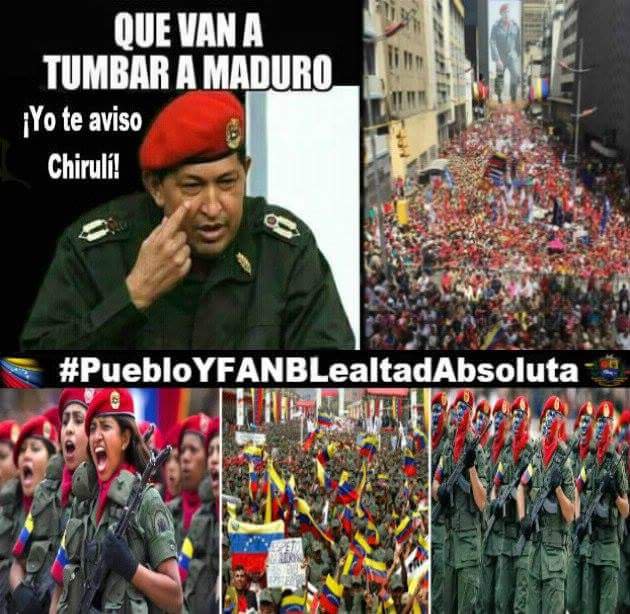 QUE VAN A
TUMBAR A MADURO
¡Yo te aviso
Chirulí!
#PuebloYFANBLealtadAbsoluta